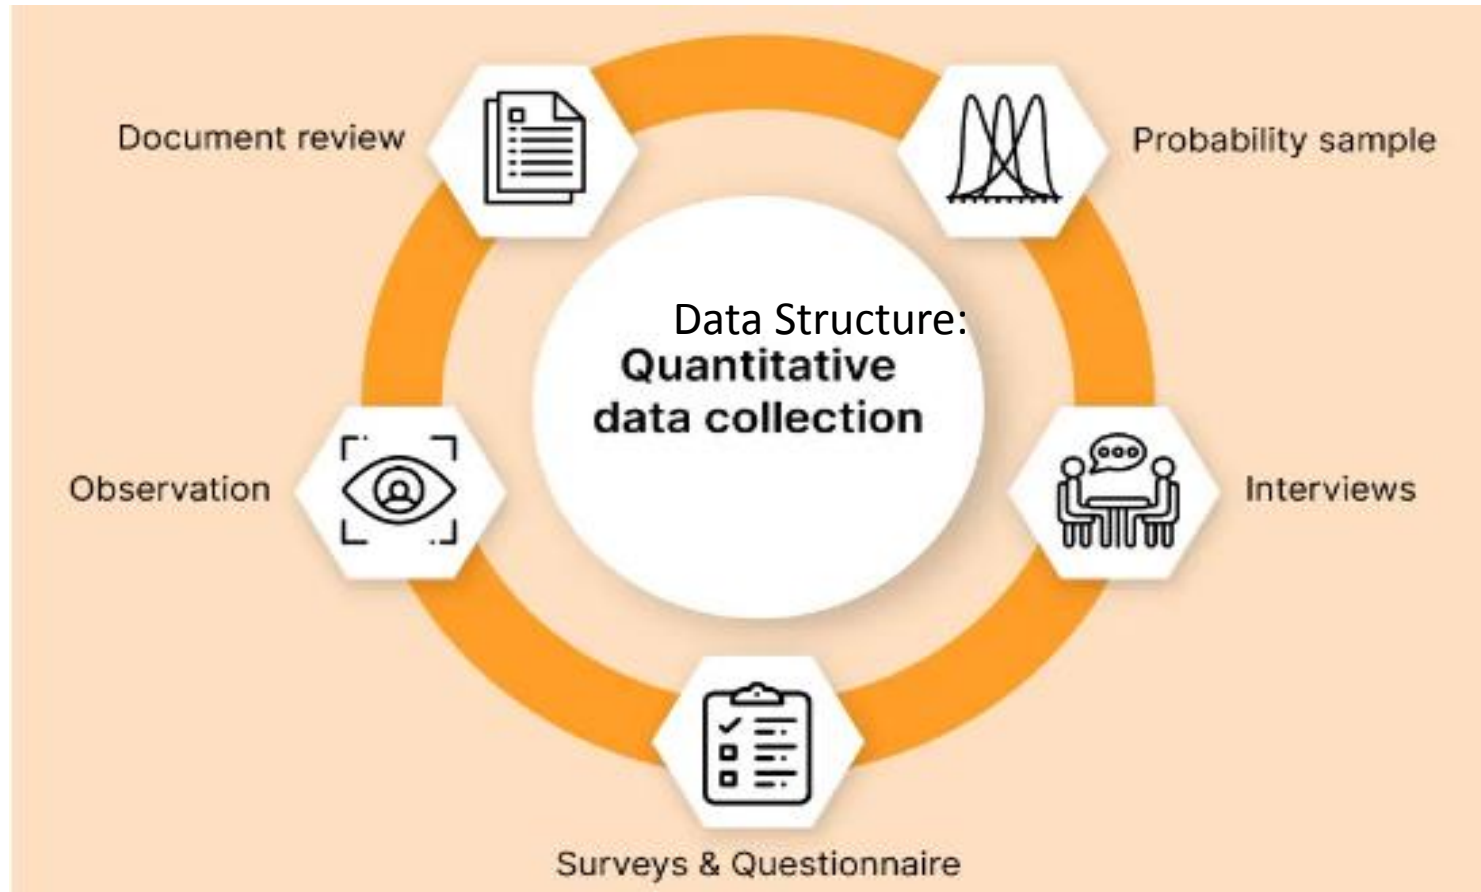 Document review
Probability sample
Data Structure:
Quantitative
data collection
Observation
Interviews
Surveys & Questionnaire